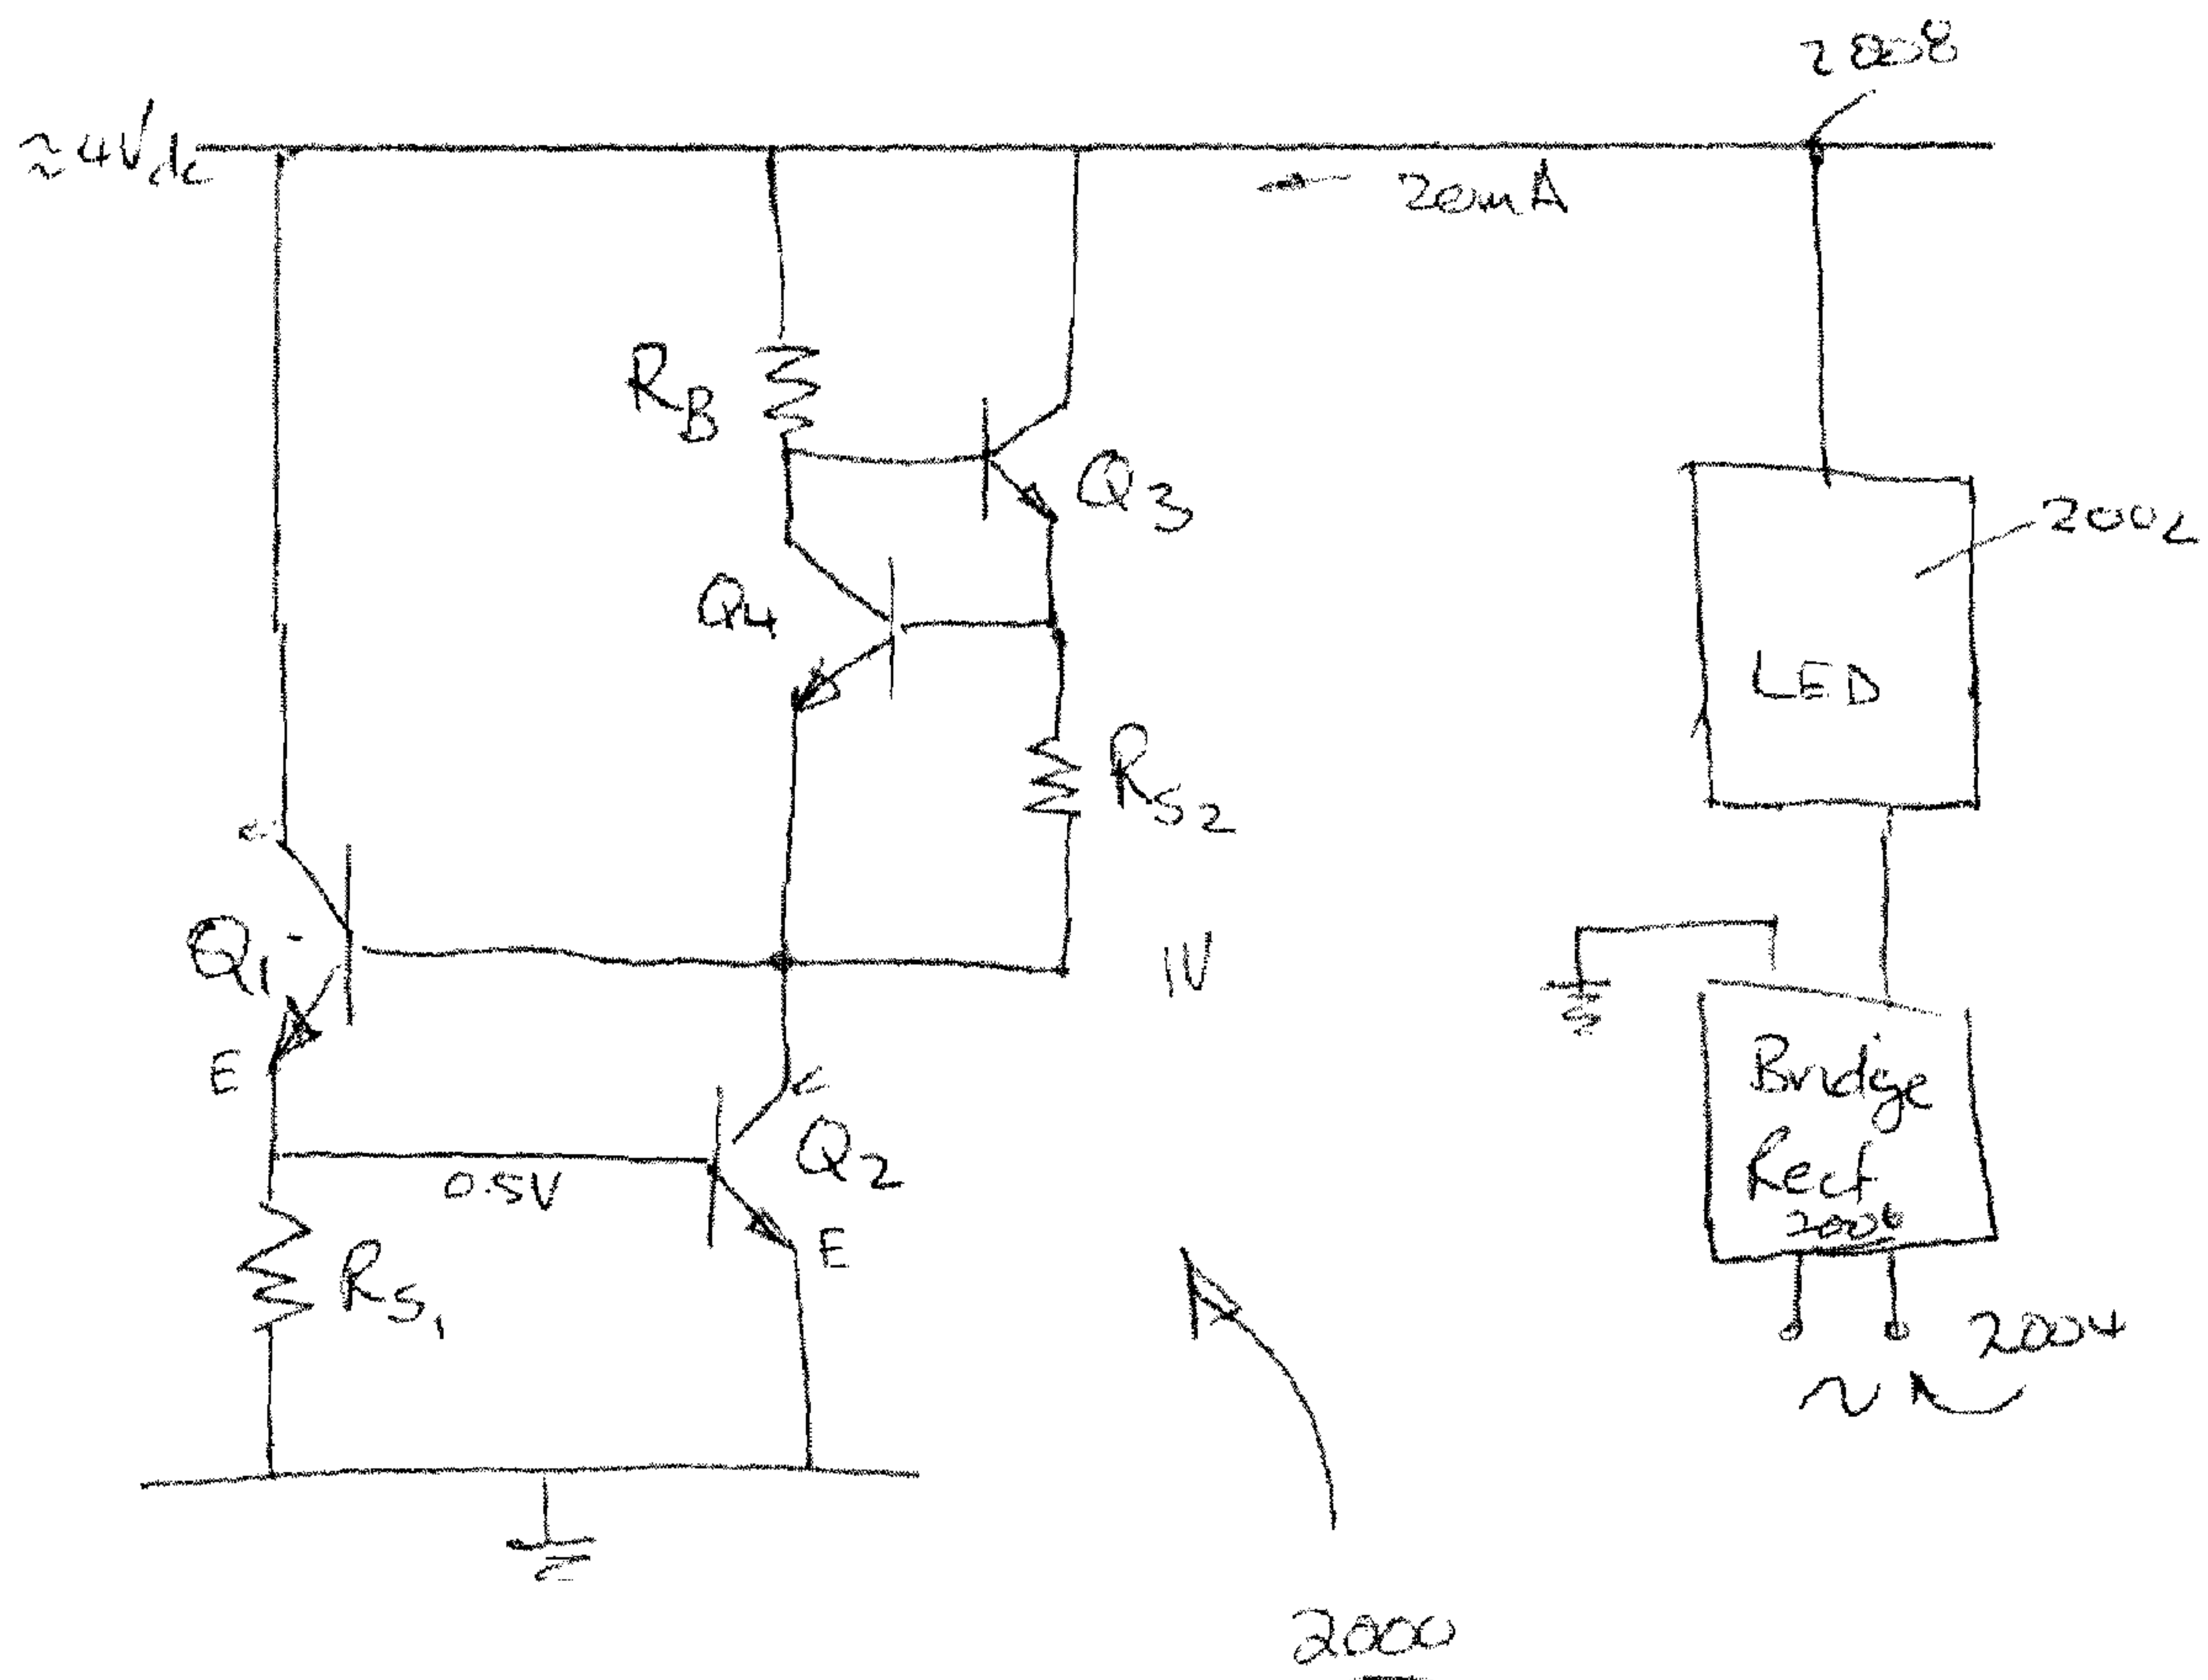 2008
≈4Vdc
20mA
RB
Q3
2002
Q4
LED
RS2
Q1
1V
E
Bridge
Rect.
2006
0.5V
Q2
E
RS1
2004
~
2000